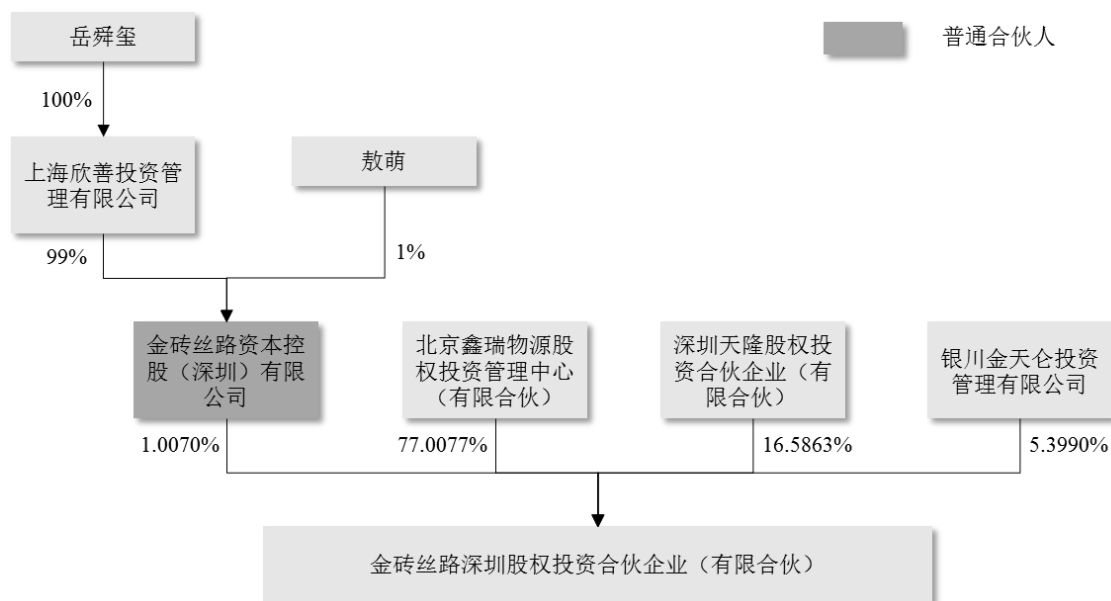 岳舜玺
普通合伙人
100%
上海欣善投资管
理有限公司
敖萌
99%
1%
金砖丝路资本控
股（深圳）有限
公司
北京鑫瑞物源股
权投资管理中心
（有限合伙）
深圳天隆股权投
资合伙企业（有
限合伙）
银川金天仑投资
管理有限公司
1.0070%
77.0077%
16.5863%
5.3990%
金砖丝路深圳股权投资合伙企业（有限合伙）